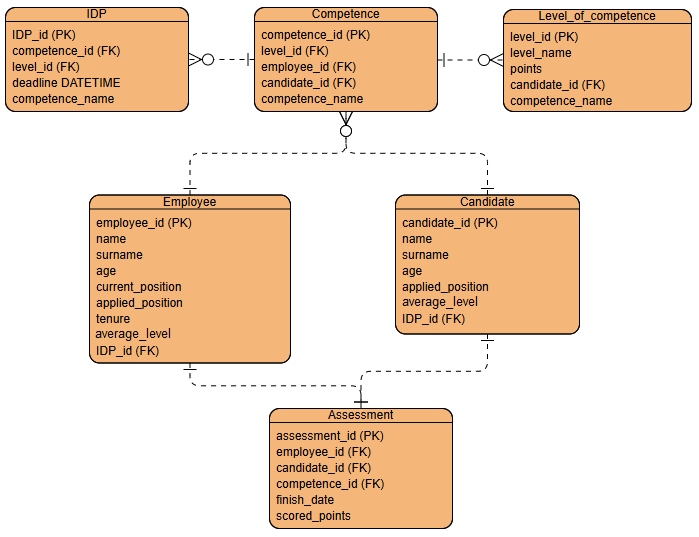 IDP
IDP_id (PK)
competence_id (FK)
level_id (FK)
deadline DATETIME
competence_name
Competence
competence_id (PK)
level_id (FK)
employee_id (FK)
candidate_id (FK)
competence_name
Level_of_competence
level_id (PK)
level_name
points
candidate_id (FK)
competence_name
Employee
employee_id (PK)
name
surname
age
current_position
applied_position
tenure
average_level
IDP_id (FK)
Candidate
candidate_id (PK)
name
surname
age
applied_position
average_level
IDP_id (FK)
Assessment
assessment_id (PK)
employee_id (FK)
candidate_id (FK)
competence_id (FK)
finish_date
scored_points